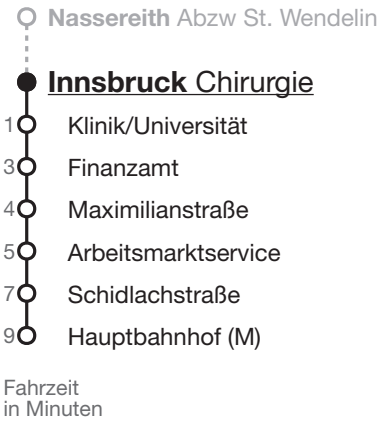 Nassereith Abzw St. Wendelin
Innsbruck Chirurgie
1 Klinik/Universität
3 Finanzamt
4 Maximilianstraße
5 Arbeitsmarktservice
7 Schidlachstraße
9 Hauptbahnhof (M)
Fahrzeit
in Minuten